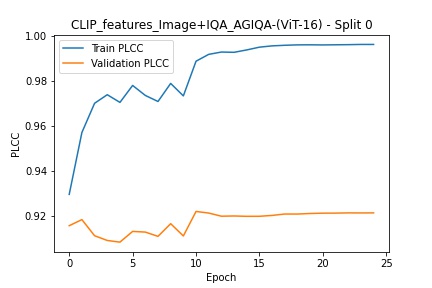 CLIP_features_Image+IQA_AGIQA-(ViT-16) - Split 0
Train PLCC
Validation PLCC
PLCC
1.00
0.98
0.96
0.94
0.92
0 5 10 15 20 25
Epoch